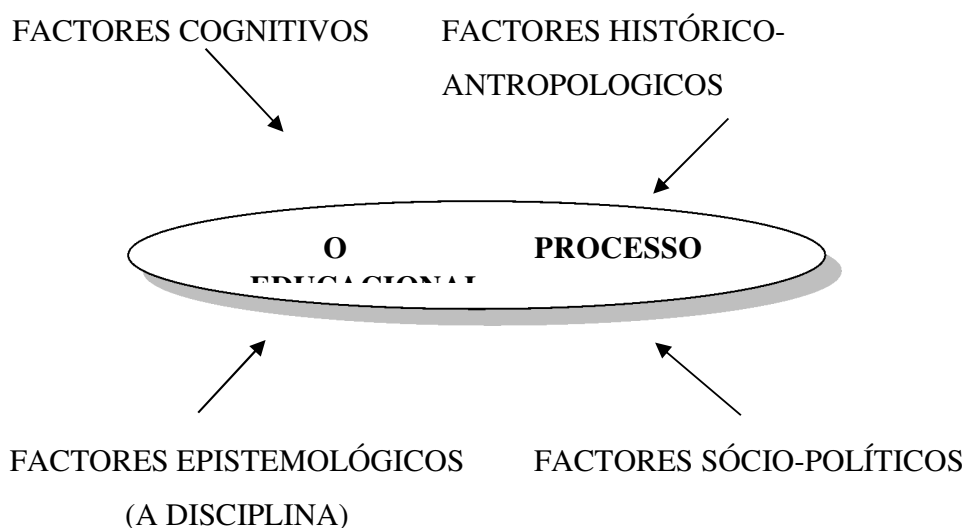 FACTORES COGNITIVOS
FACTORES HISTÓRICO-
ANTROPOLOGICOS
O PROCESSO
EDUCACIONAL
FACTORES EPISTEMOLÓGICOS
(A DISCIPLINA)
FACTORES SÓCIO-POLÍTICOS